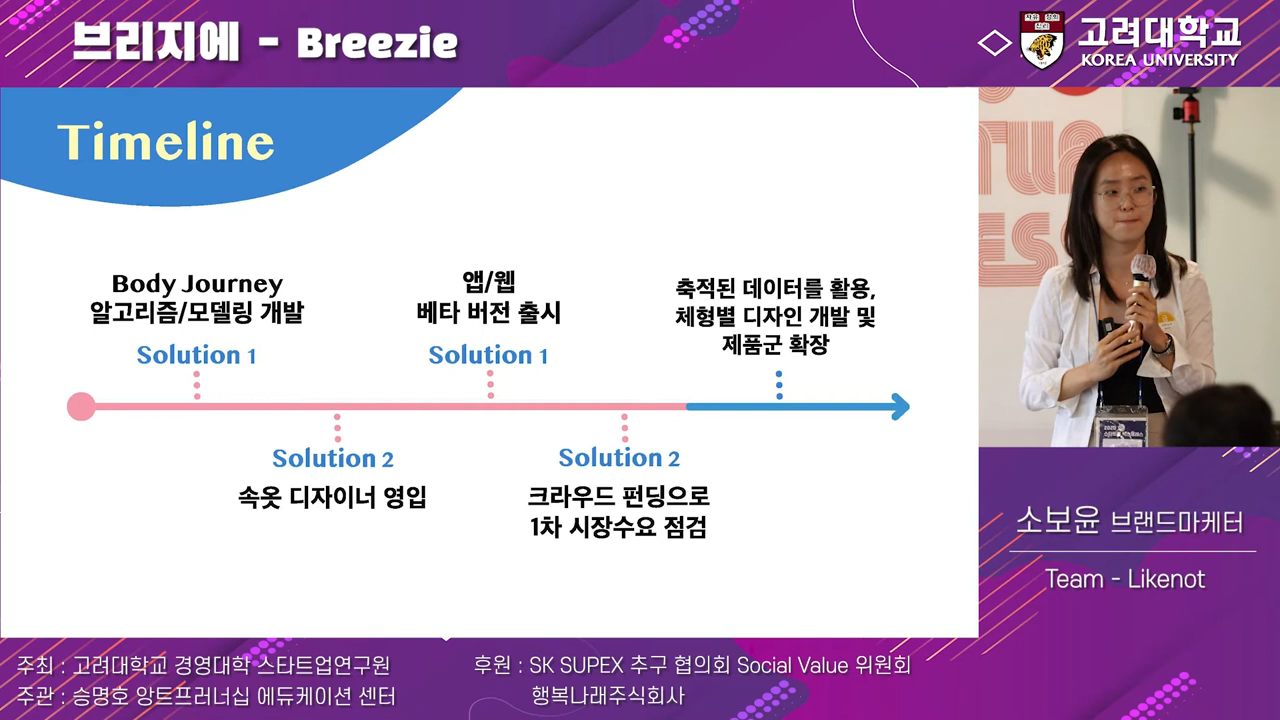 브리지에 - Breezie
고려대학교
KOREA UNIVERSITY
Timeline
Body Journey
알고리즘/모델링 개발
Solution 1
앱/웹
베타 버전 출시
Solution 1
축적된 데이터를 활용,
체형별 디자인 개발 및
제품군 확장
Solution 2
속옷 디자이너 영입
Solution 2
크라우드 펀딩으로
1차 시장수요 점검
2020
소보윤 브랜드마케터
Team - Likenot
주최 : 고려대학교 경영대학 스타트업연구원
주관 : 승명호 앙트프러너십 에듀케이션 센터
후원 : SK SUPEX 추구 협의회 Social Value 위원회
행복나래주식회사